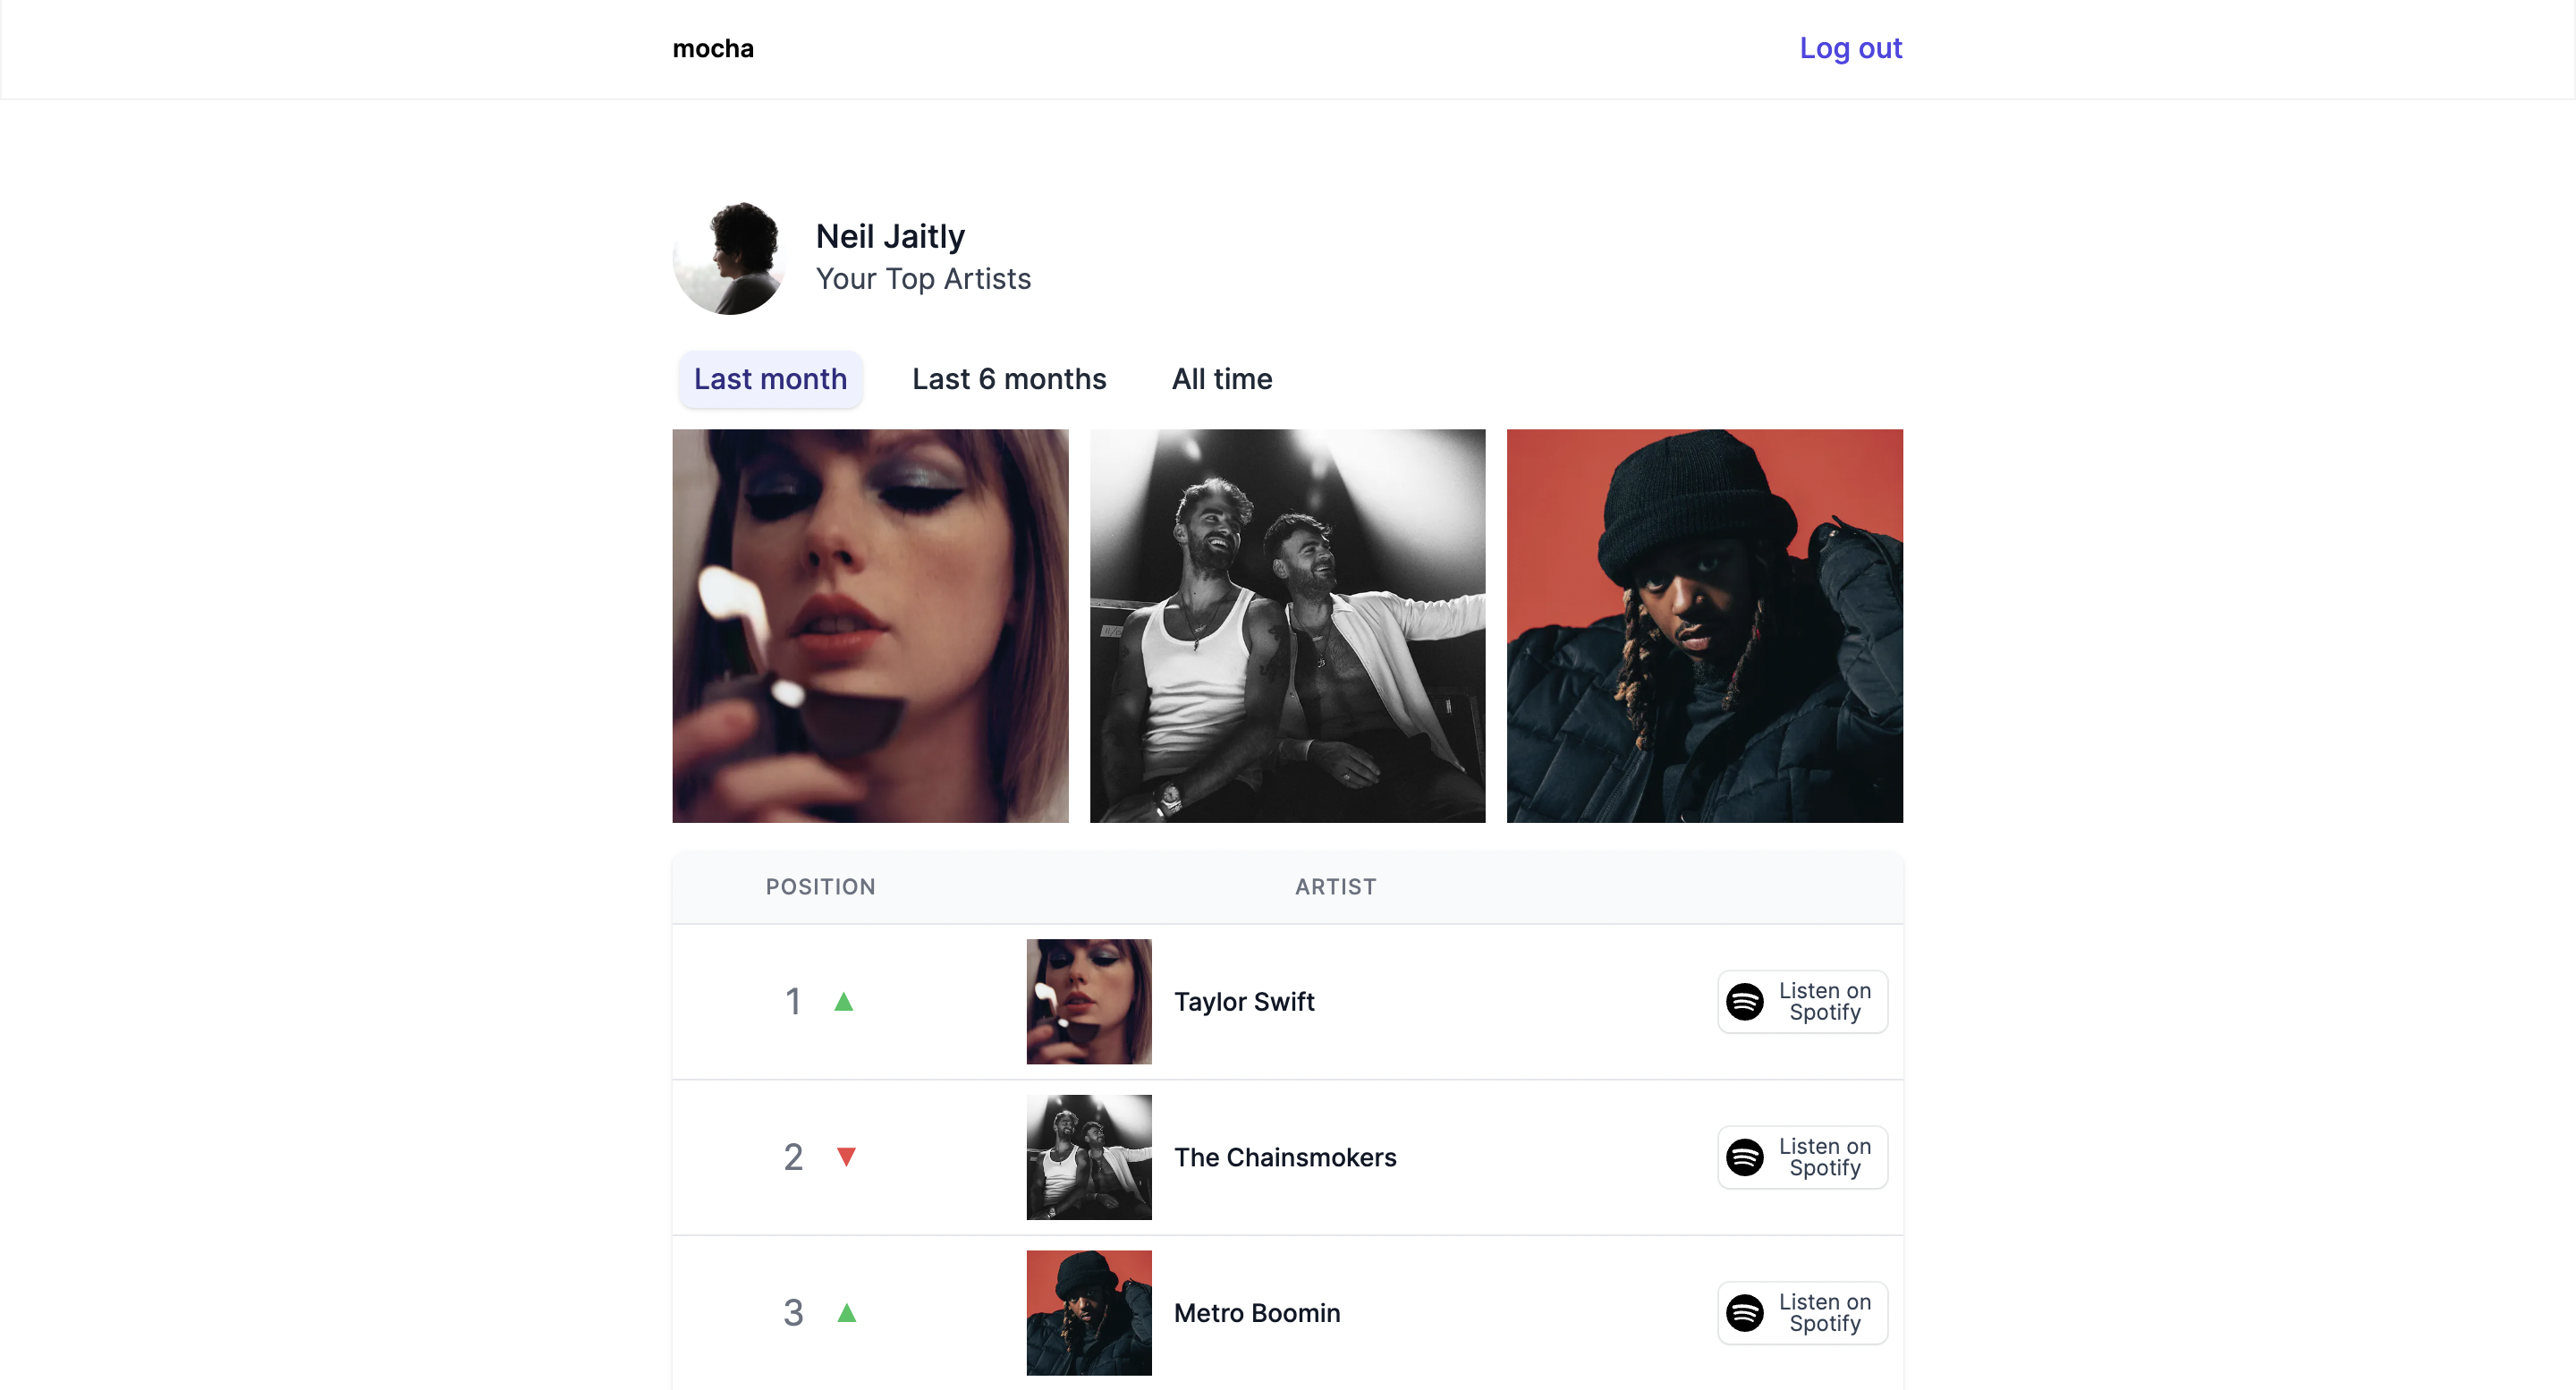 mocha
Log out
Neil Jaitly
Your Top Artists
Last month
Last 6 months
All time
POSITION
ARTIST
1
Taylor Swift
Listen on
Spotify
2
The Chainsmokers
Listen on
Spotify
3
Metro Boomin
Listen on
Spotify